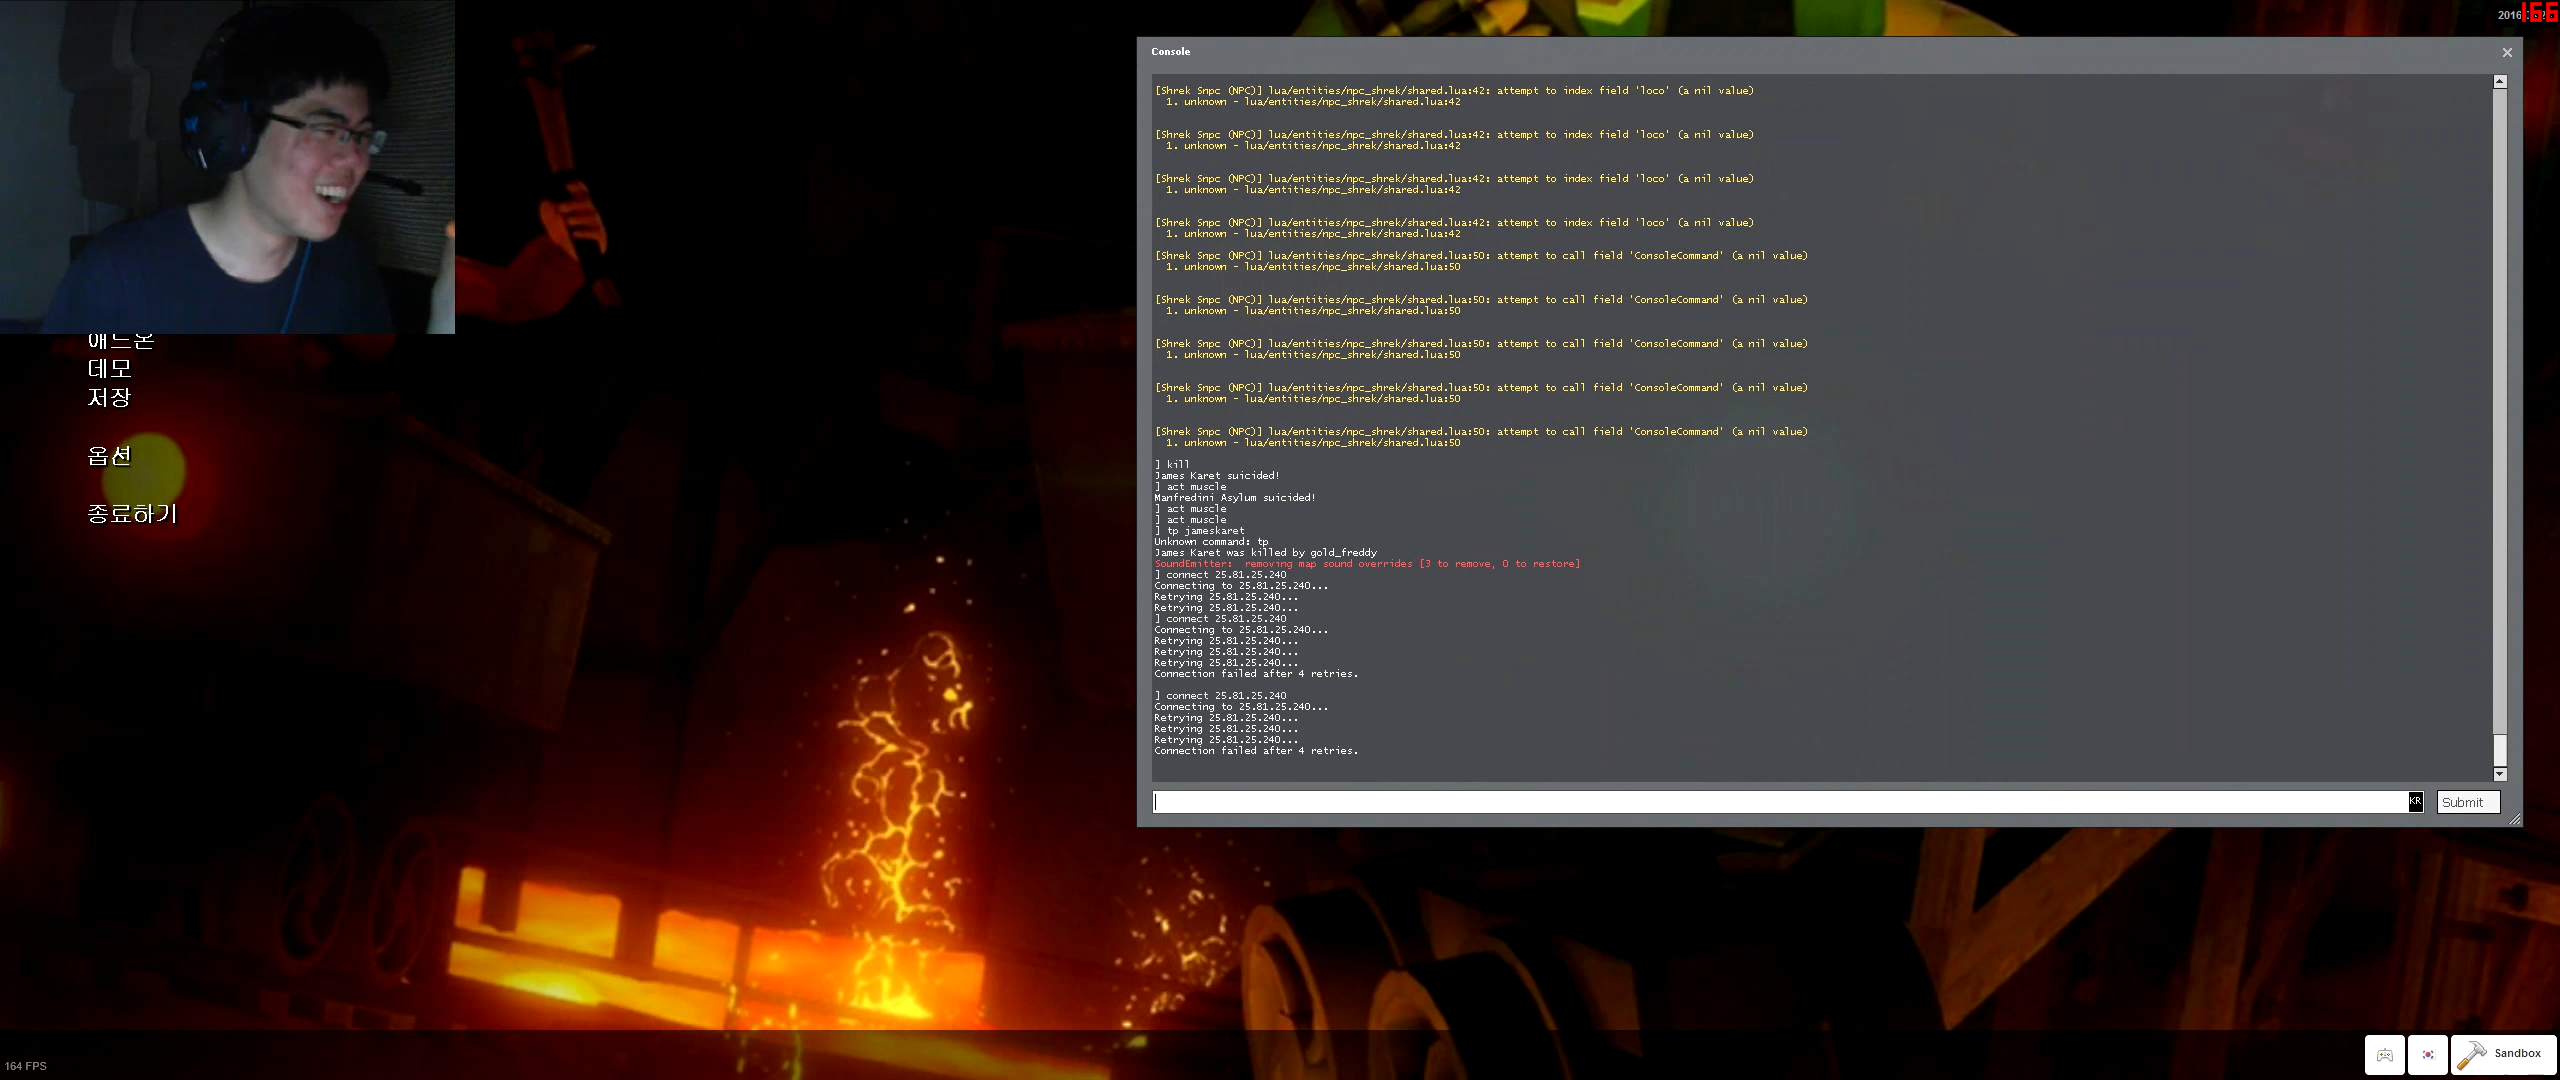 애드온
데모
저장
옵션
종료하기
164 FPS
2016
166
Console
[Shrek Snpc (NPC)] lua/entities/npc_shrek/shared.lua:42: attempt to index field 'loco' (a nil value)
1. unknown - lua/entities/npc_shrek/shared.lua:42
[Shrek Snpc (NPC)] lua/entities/npc_shrek/shared.lua:42: attempt to index field 'loco' (a nil value)
1. unknown - lua/entities/npc_shrek/shared.lua:42
[Shrek Snpc (NPC)] lua/entities/npc_shrek/shared.lua:42: attempt to index field 'loco' (a nil value)
1. unknown - lua/entities/npc_shrek/shared.lua:42
[Shrek Snpc (NPC)] lua/entities/npc_shrek/shared.lua:42: attempt to index field 'loco' (a nil value)
1. unknown - lua/entities/npc_shrek/shared.lua:42
[Shrek Snpc (NPC)] lua/entities/npc_shrek/shared.lua:50: attempt to call field 'ConsoleCommand' (a nil value)
1. unknown - lua/entities/npc_shrek/shared.lua:50
[Shrek Snpc (NPC)] lua/entities/npc_shrek/shared.lua:50: attempt to call field 'ConsoleCommand' (a nil value)
1. unknown - lua/entities/npc_shrek/shared.lua:50
[Shrek Snpc (NPC)] lua/entities/npc_shrek/shared.lua:50: attempt to call field 'ConsoleCommand' (a nil value)
1. unknown - lua/entities/npc_shrek/shared.lua:50
[Shrek Snpc (NPC)] lua/entities/npc_shrek/shared.lua:50: attempt to call field 'ConsoleCommand' (a nil value)
1. unknown - lua/entities/npc_shrek/shared.lua:50
[Shrek Snpc (NPC)] lua/entities/npc_shrek/shared.lua:50: attempt to call field 'ConsoleCommand' (a nil value)
1. unknown - lua/entities/npc_shrek/shared.lua:50
] kill
James Karet suicided!
] act muscle
Manfredini Asylum suicided!
] act muscle
] act muscle
] tp jameskaret
Unknown command: tp
James Karet was killed by gold_freddy
SoundEmitter:  removing map sound overrides [3 to remove, 0 to restore]
] connect 25.81.25.240
Connecting to 25.81.25.240...
Retrying 25.81.25.240...
Retrying 25.81.25.240...
] connect 25.81.25.240
Connecting to 25.81.25.240...
Retrying 25.81.25.240...
Retrying 25.81.25.240...
Retrying 25.81.25.240...
Connection failed after 4 retries.
] connect 25.81.25.240
Connecting to 25.81.25.240...
Retrying 25.81.25.240...
Retrying 25.81.25.240...
Retrying 25.81.25.240...
Connection failed after 4 retries.
KR
Submit
Sandbox